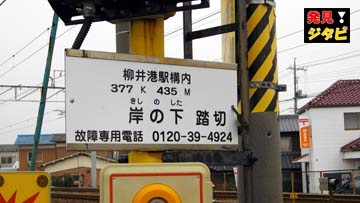 発見！
ジタビ
柳井港駅構内
377 K 435 M
きし の した
岸の下 踏切
故障専用電話 0120-39-4924